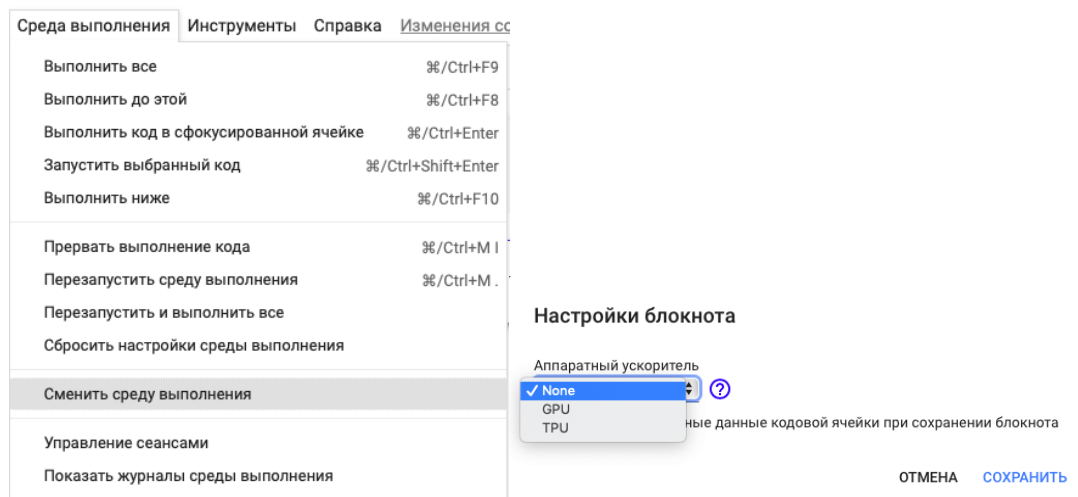 Среда выполнения Инструменты Справка Изменения со
Выполнить все ⌘/Ctrl+F9
Выполнить до этой ⌘/Ctrl+F8
Выполнить код в сфокусированной ячейке ⌘/Ctrl+Enter
Запустить выбранный код ⌘/Ctrl+Shift+Enter
Выполнить ниже ⌘/Ctrl+F10
Прервать выполнение кода ⌘/Ctrl+M I
Перезапустить среду выполнения ⌘/Ctrl+M .
Перезапустить и выполнить все
Сбросить настройки среды выполнения
Сменить среду выполнения
Управление сеансами
Показать журналы среды выполнения
Настройки блокнота
Аппаратный ускоритель
✓ None ?
GPU
TPU
ные данные кодовой ячейки при сохранении блокнота
ОТМЕНА СОХРАНИТЬ